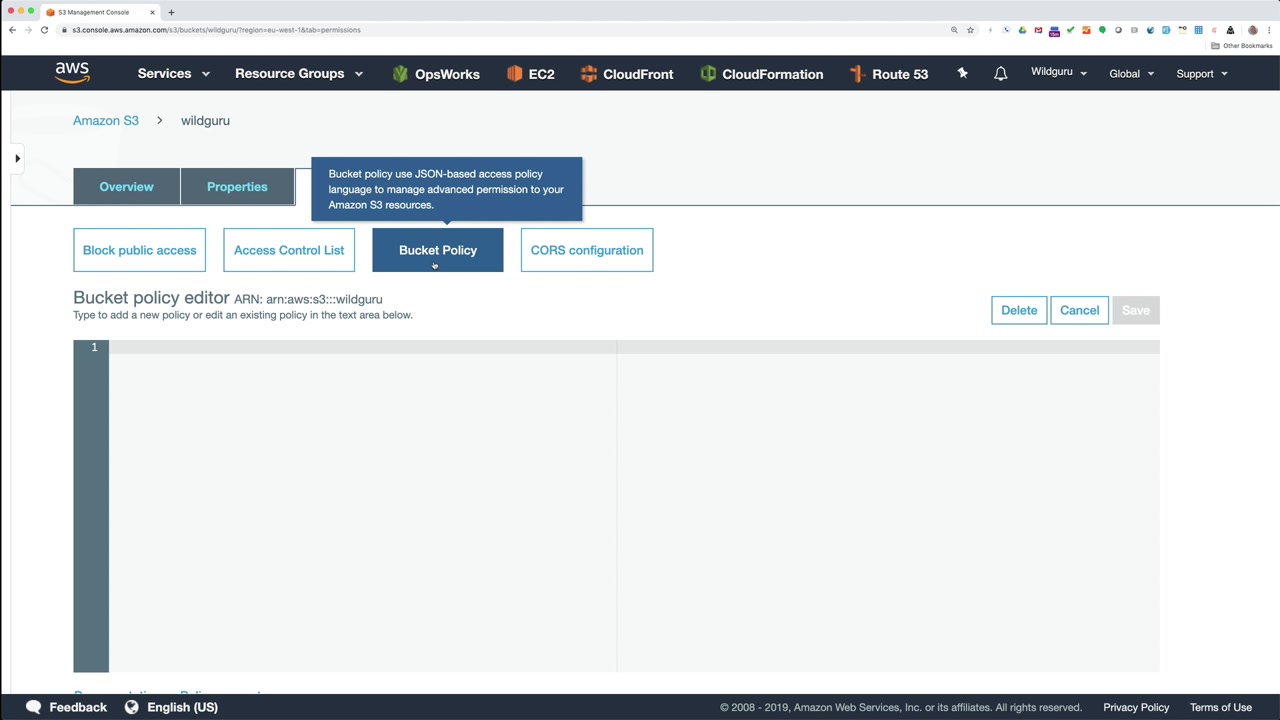 S3 Management Console
s3.console.aws.amazon.com/s3/buckets/wildguru/?region=eu-west-1&tab=permissions
Other Bookmarks
aws
Services
Resource Groups
OpsWorks
EC2
CloudFront
CloudFormation
Route 53
Wildguru
Global
Support
Amazon S3 > wildguru
Overview
Properties
Bucket policy use JSON-based access policy
language to manage advanced permission to your
Amazon S3 resources.
Block public access
Access Control List
Bucket Policy
CORS configuration
Bucket policy editor ARN: arn:aws:s3:::wildguru
Type to add a new policy or edit an existing policy in the text area below.
Delete
Cancel
Save
1
Feedback
English (US)
© 2008 - 2019, Amazon Web Services, Inc. or its affiliates. All rights reserved.
Privacy Policy
Terms of Use